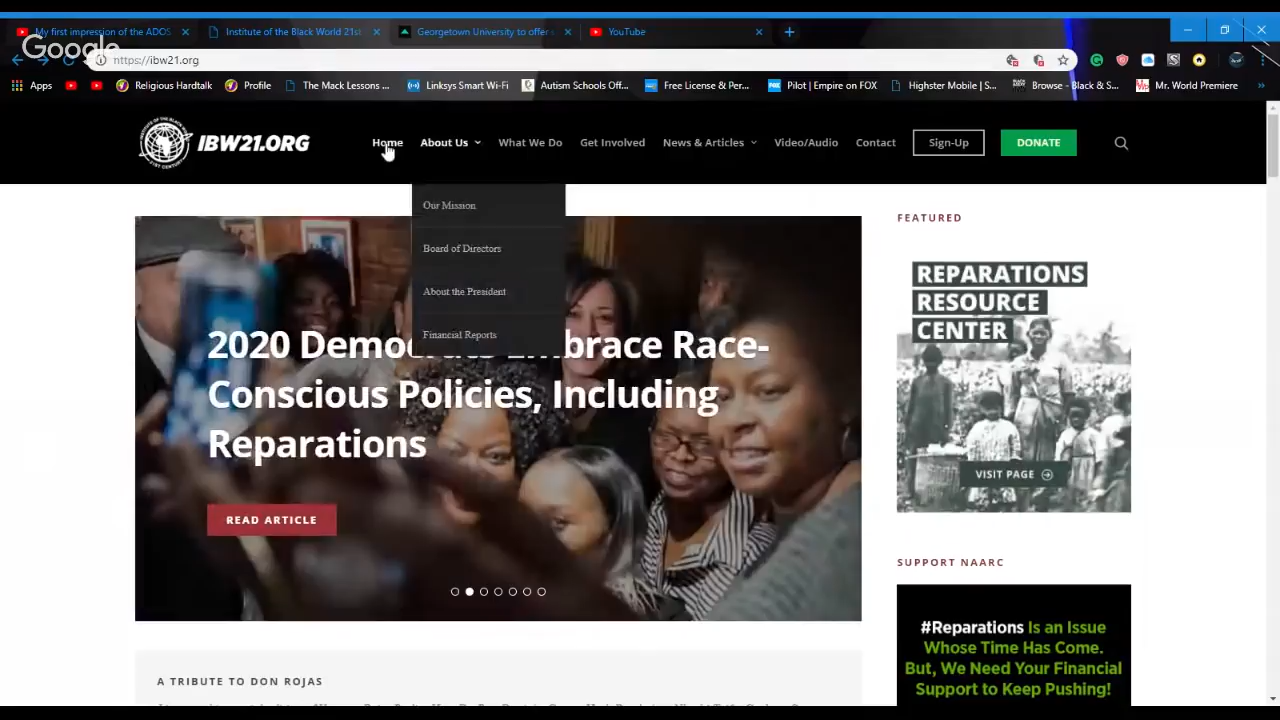 My first impression of the ADOS
Institute of the Black World 21st
Georgetown University to offer s
YouTube
Google
https://ibw21.org
Apps
Religious Hardtalk
Profile
The Mack Lessons ...
Linksys Smart Wi-Fi
Autism Schools Off...
Free License & Per...
Pilot | Empire on FOX
Highster Mobile | S...
Browse - Black & S...
Mr. World Premiere
IBW21.ORG
Home
About Us
What We Do
Get Involved
News & Articles
Video/Audio
Contact
Sign-Up
DONATE
Our Mission
Board of Directors
About the President
Financial Reports
2020 Democrats Embrace Race-
Conscious Policies, Including
Reparations
READ ARTICLE
A TRIBUTE TO DON ROJAS
FEATURED
REPARATIONS
RESOURCE
CENTER
VISIT PAGE
SUPPORT NAARC
#Reparations Is an Issue
Whose Time Has Come.
But, We Need Your Financial
Support to Keep Pushing!